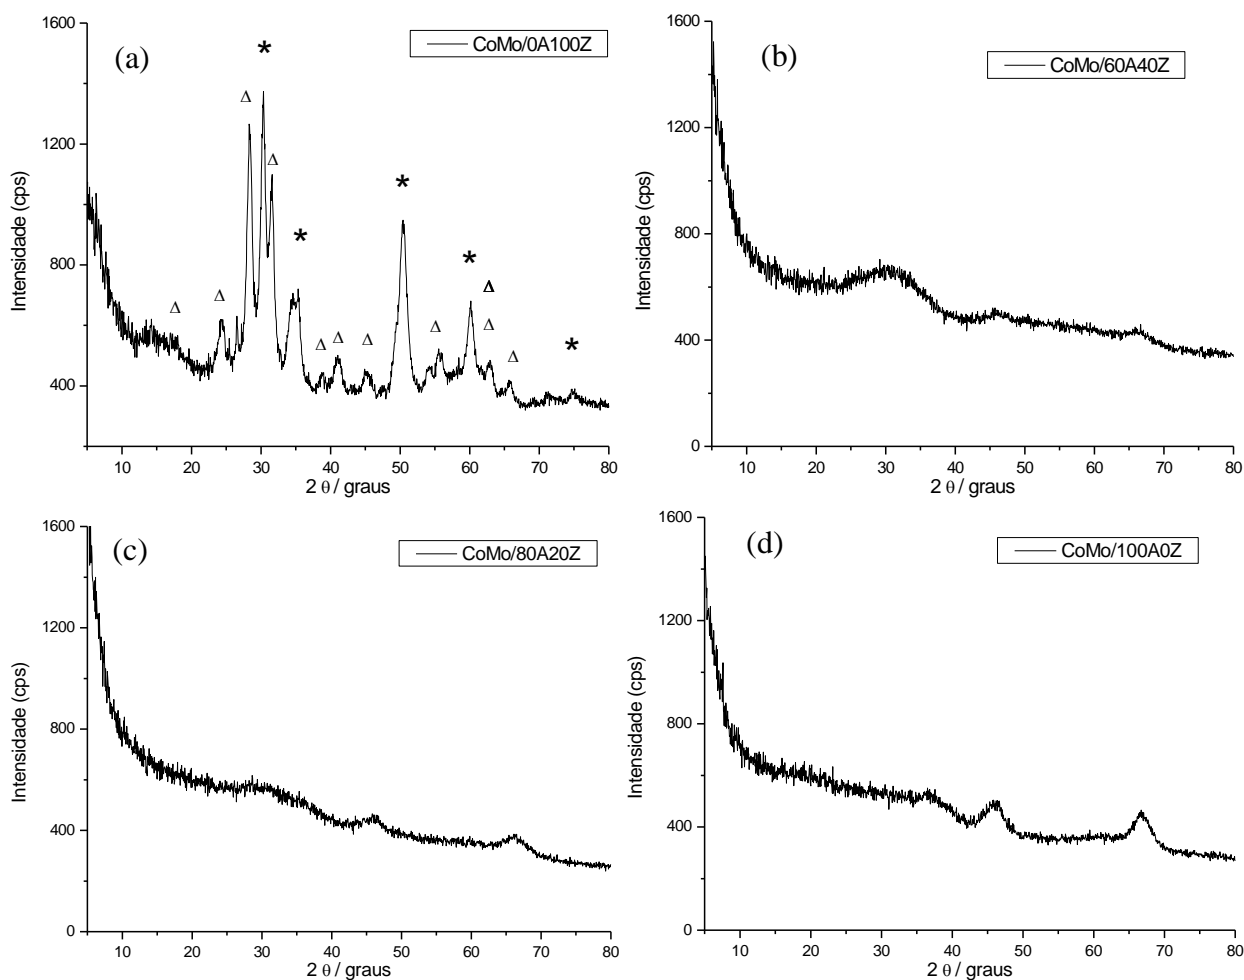 (a)
CoMo/0A100Z
Intensidade (cps)
1600
1200
800
400
* Δ Δ * * Δ Δ Δ Δ Δ Δ * Δ Δ Δ *
10 20 30 40 50 60 70 80
2 θ / graus
(b)
CoMo/60A40Z
Intensidade (cps)
1600
1200
800
400
0
10 20 30 40 50 60 70 80
2 θ / graus
(c)
CoMo/80A20Z
Intensidade (cps)
1600
1200
800
400
0
10 20 30 40 50 60 70 80
2 θ / graus
(d)
CoMo/100A0Z
Intensidade (cps)
1600
1200
800
400
0
10 20 30 40 50 60 70 80
2 θ / graus